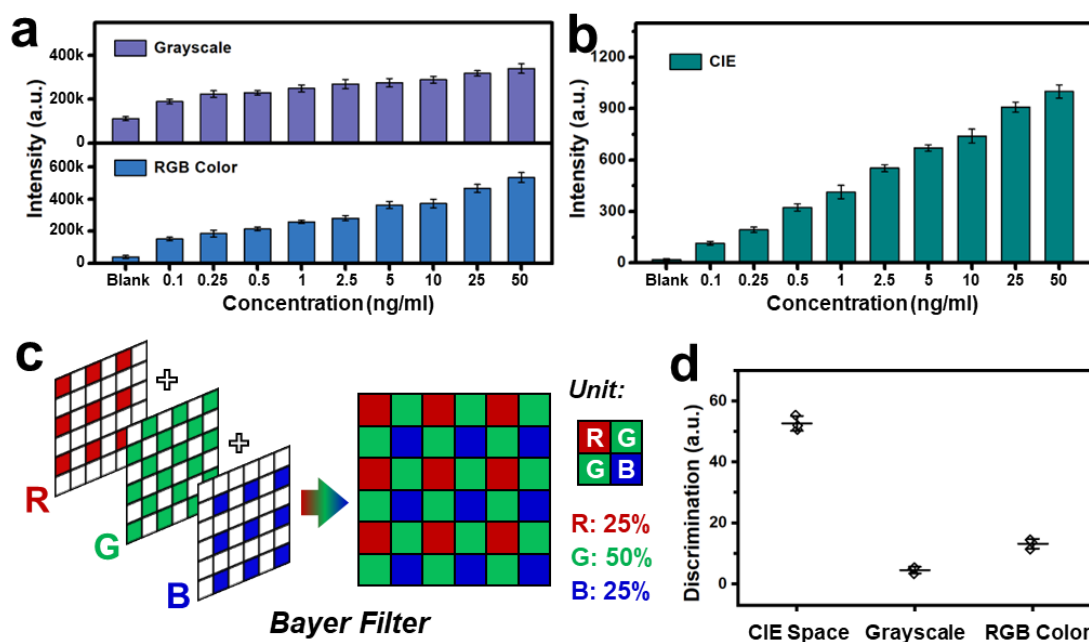 a
Grayscale
400k
200k
0
RGB Color
600k
400k
200k
0
Intensity (a.u.)
Blank 0.1 0.25 0.5 1 2.5 5 10 25 50
Concentration (ng/ml)
b
CIE
1200
900
600
300
0
Intensity (a.u.)
Blank 0.1 0.25 0.5 1 2.5 5 10 25 50
Concentration (ng/ml)
c
R
G
B
Unit:
R G
G B
R: 25%
G: 50%
B: 25%
Bayer Filter
d
60
40
20
0
Discrimination (a.u.)
CIE Space Grayscale RGB Color